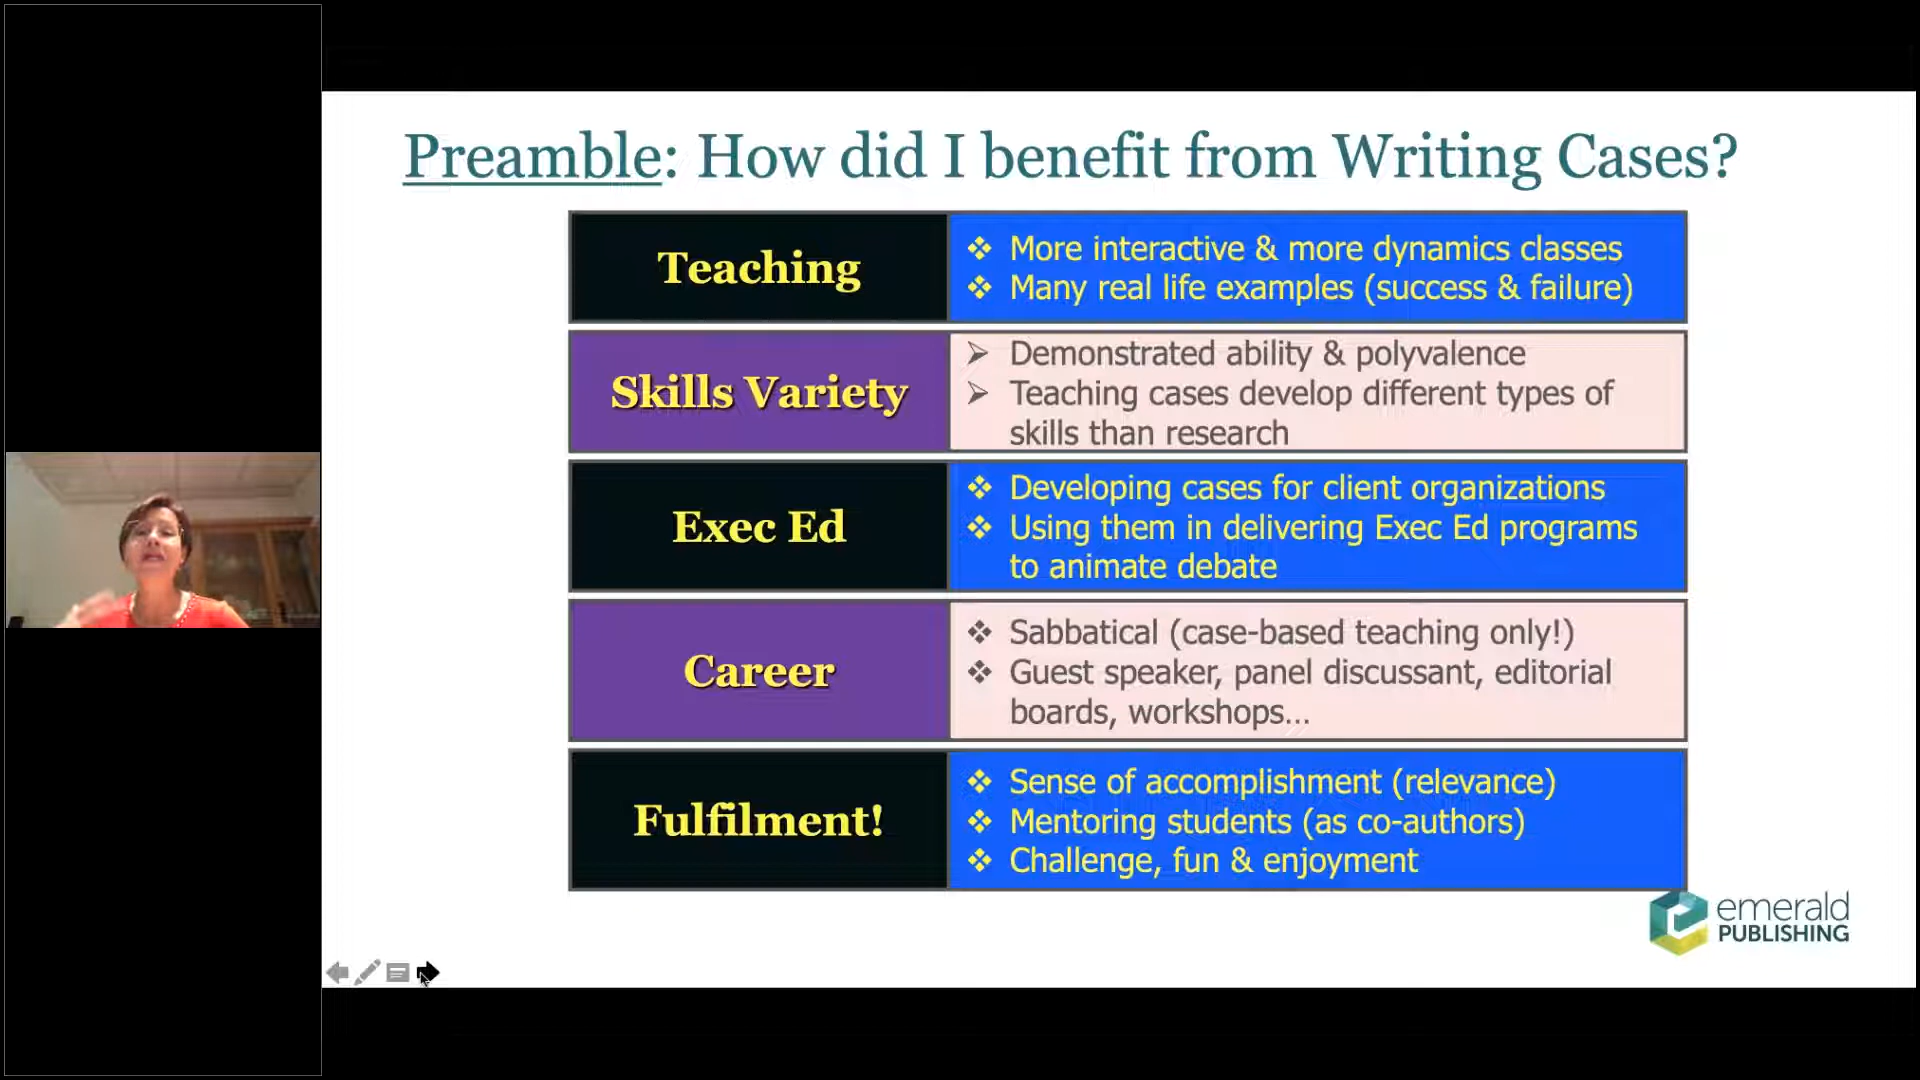 Preamble: How did I benefit from Writing Cases?
Teaching
More interactive & more dynamics classes
Many real life examples (success & failure)
Skills Variety
Demonstrated ability & polyvalence
Teaching cases develop different types of
skills than research
Exec Ed
Developing cases for client organizations
Using them in delivering Exec Ed programs
to animate debate
Career
Sabbatical (case-based teaching only!)
Guest speaker, panel discussant, editorial
boards, workshops...
Fulfilment!
Sense of accomplishment (relevance)
Mentoring students (as co-authors)
Challenge, fun & enjoyment
emerald
PUBLISHING